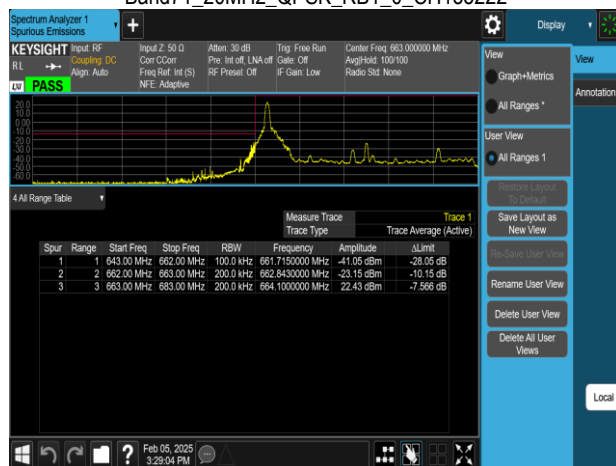 Band71_20MHz_QPSK_RB1_0_CH133222
Spectrum Analyzer 1
Spurious Emissions
Display
KEYSIGHT
RL
Input: RF
Coupling: DC
Align: Auto
Input Z: 50 Ω
Corr CCorr
Freq Ref: Int (S)
NFE: Adaptive
Atten: 30 dB
Pre: Int off, LNA off
RF Preset: Off
Trig: Free Run
Gate: Off
IF Gain: Low
Center Freq: 663.000000 MHz
Avg|Hold: 100/100
Radio Std: None
LXI PASS
20.0
10.0
0.00
-10.0
-20.0
-30.0
-40.0
-50.0
-60.0
4 All Range Table
Measure Trace Trace 1
Trace Type Trace Average (Active)
Spur Range Start Freq Stop Freq RBW Frequency Amplitude ΔLimit
1 1 643.00 MHz 662.00 MHz 100.0 kHz 661.7150000 MHz -41.05 dBm -28.05 dB
2 2 662.00 MHz 663.00 MHz 200.0 kHz 662.8430000 MHz -23.15 dBm -10.15 dB
3 3 663.00 MHz 683.00 MHz 200.0 kHz 664.1000000 MHz 22.43 dBm -7.566 dB
View
Graph+Metrics
All Ranges *
User View
All Ranges 1
Restore Layout
To Default
Save Layout as
New View
Re-Save User View
Rename User View
Delete User View
Delete All User
Views
View
Annotation
Local
?
Feb 05, 2025
3:29:04 PM